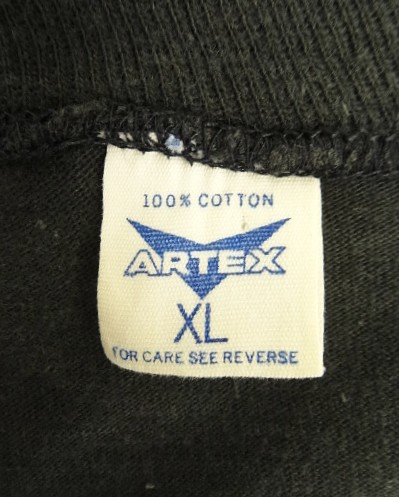 100% COTTON
ARTEX
XL
FOR CARE SEE REVERSE